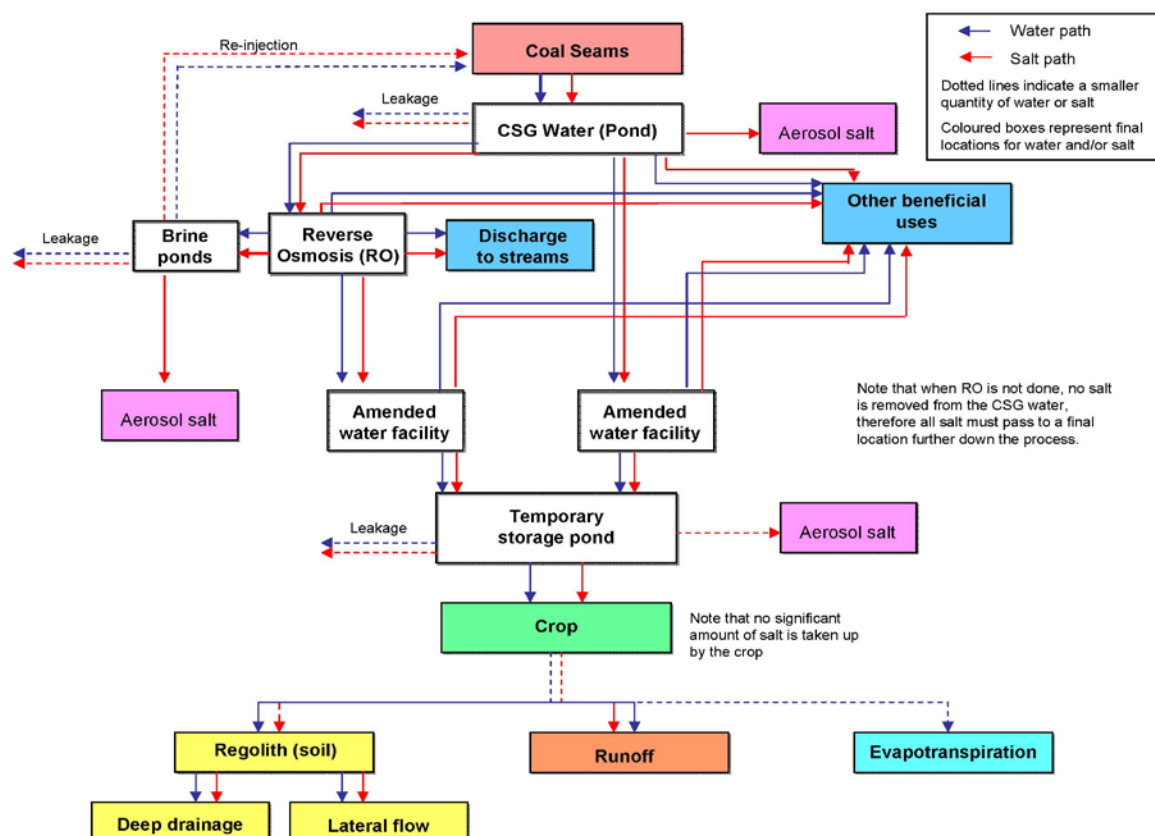 Re-injection
Coal Seams
Water path
Salt path
Dotted lines indicate a smaller
quantity of water or salt
Coloured boxes represent final
locations for water and/or salt
Leakage
CSG Water (Pond)
Aerosol salt
Other beneficial
uses
Leakage
Brine
ponds
Reverse
Osmosis (RO)
Discharge
to streams
Aerosol salt
Amended
water facility
Amended
water facility
Note that when RO is not done, no salt
is removed from the CSG water,
therefore all salt must pass to a final
location further down the process.
Leakage
Temporary
storage pond
Aerosol salt
Crop
Note that no significant
amount of salt is taken up
by the crop
Regolith (soil)
Runoff
Evapotranspiration
Deep drainage
Lateral flow